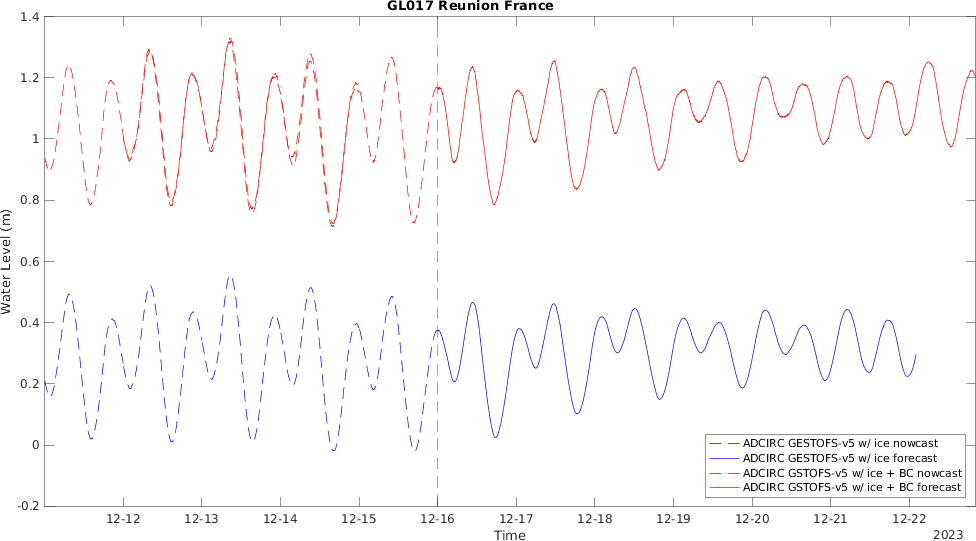 GL017 Reunion France
1.4
1.2
1
0.8
0.6
0.4
0.2
0
-0.2
Water Level (m)
12-12 12-13 12-14 12-15 12-16 12-17 12-18 12-19 12-20 12-21 12-22
Time
2023
ADCIRC GESTOFS-v5 w/ ice nowcast
ADCIRC GESTOFS-v5 w/ ice forecast
ADCIRC GSTOFS-v5 w/ ice + BC nowcast
ADCIRC GSTOFS-v5 w/ ice + BC forecast